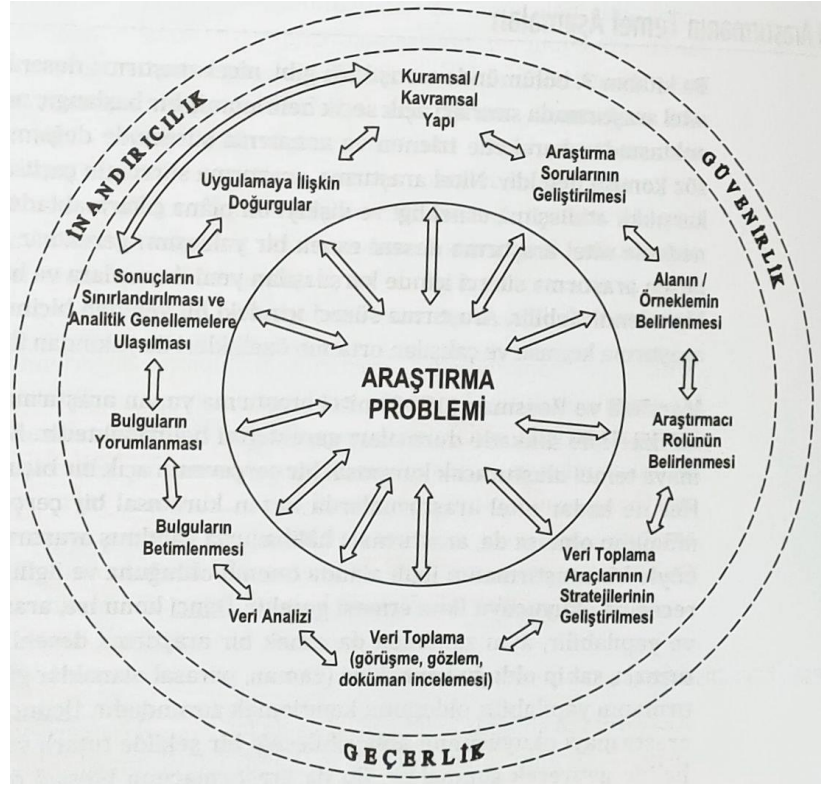 Kuramsal /
Kavramsal
Yapı
Araştırma
Sorularının
Geliştirilmesi
Alanın /
Örneklemin
Belirlenmesi
Araştırmacı
Rolünün
Belirlenmesi
Veri Toplama
Araçlarının /
Stratejilerinin
Geliştirilmesi
Veri Toplama
(görüşme, gözlem,
doküman incelemesi)
Veri Analizi
Bulguların
Betimlenmesi
Bulguların
Yorumlanması
Sonuçların
Sınırlandırılması ve
Analitik Genellemelere
Ulaşılması
Uygulamaya İlişkin
Doğurgular
ARAŞTIRMA
PROBLEMİ
İNANDIRICILIK
GÜVENİRLİK
GEÇERLİK